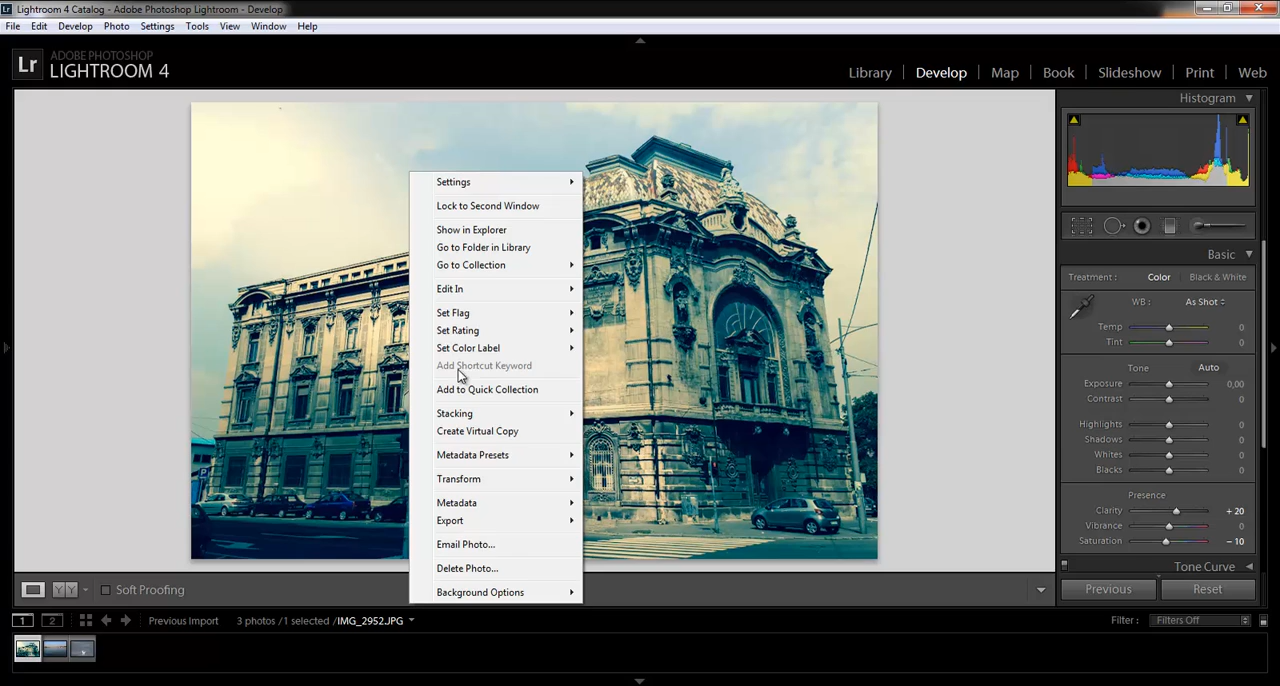 Lightroom 4 Catalog - Adobe Photoshop Lightroom - Develop
File Edit Develop Photo Settings Tools View Window Help
Lr ADOBE PHOTOSHOP
LIGHTROOM 4
Library Develop Map Book Slideshow Print Web
Histogram
Basic
Treatment : Color Black & White
WB : As Shot
Temp 0
Tint 0
Tone Auto
Exposure 0,00
Contrast 0
Highlights 0
Shadows 0
Whites 0
Blacks 0
Presence
Clarity + 20
Vibrance 0
Saturation – 10
Tone Curve
Previous Reset
Settings
Lock to Second Window
Show in Explorer
Go to Folder in Library
Go to Collection
Edit In
Set Flag
Set Rating
Set Color Label
Add Shortcut Keyword
Add to Quick Collection
Stacking
Create Virtual Copy
Metadata Presets
Transform
Metadata
Export
Email Photo...
Delete Photo...
Background Options
P
YY Soft Proofing
1 2 Previous Import 3 photos / 1 selected / IMG_2952.JPG Filter : Filters Off